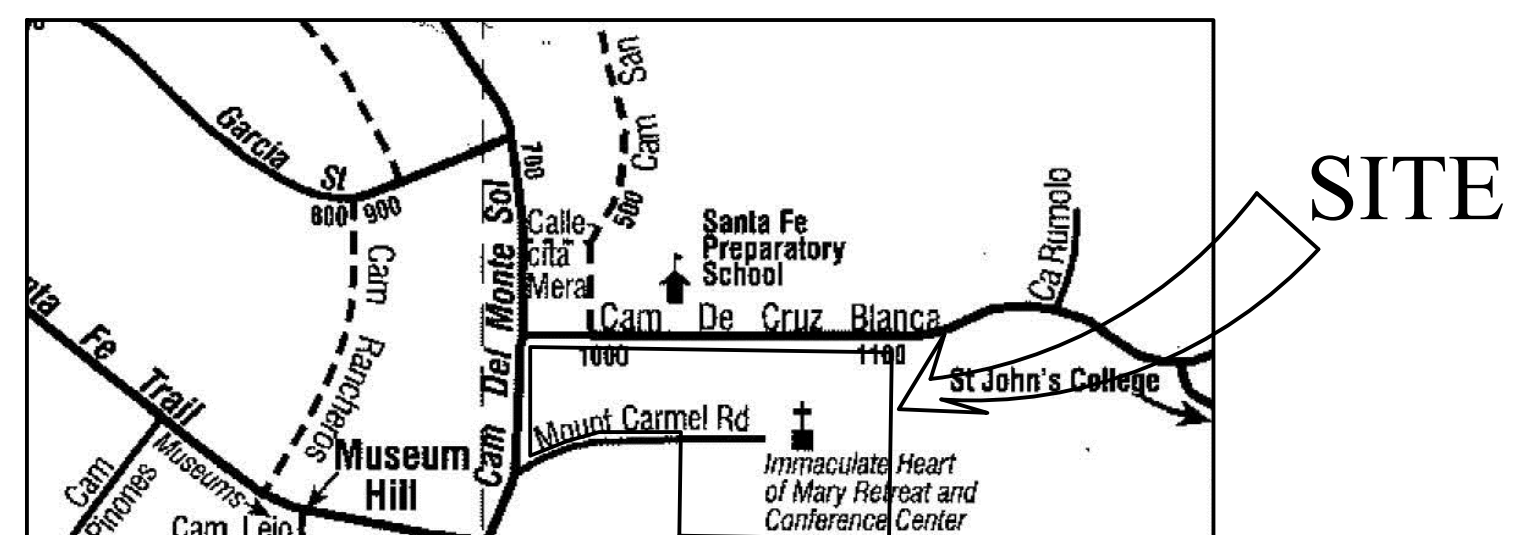 SITE
San
Cam
500
Garcia
St
800 900
700
Cam Del Monte Sol
Calle
cita
Mera
Santa Fe
Preparatory
School
Ca Rumolo
Cam De Cruz Blanca
1000
1100
St John's College
Cam Rancheros
Fe Trail
Mount Carmel Rd
Museum
Hill
Museums
Cam
Pinones
Cam Lejo
Immaculate Heart
of Mary Retreat and
Conference Center